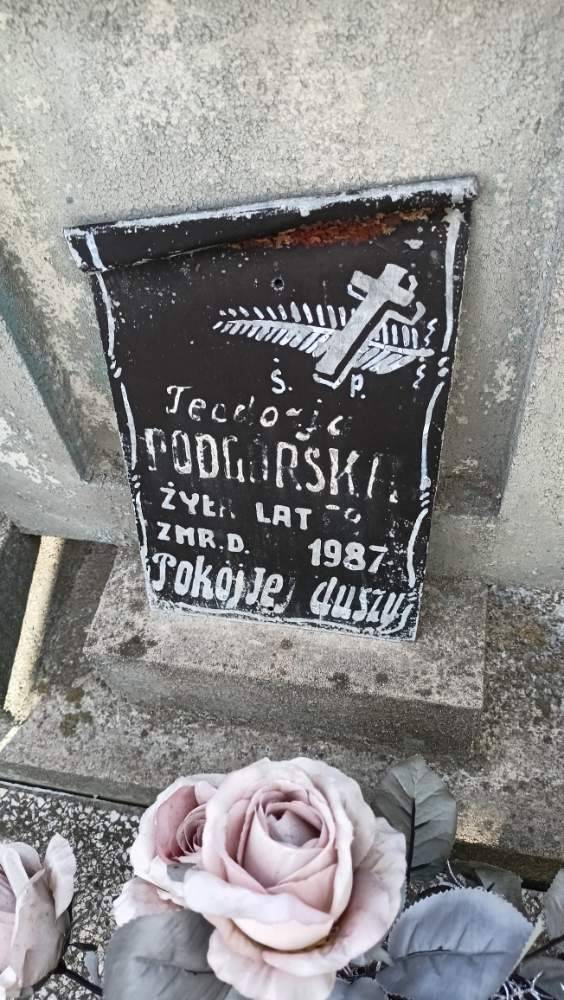 Ś. P.
Teodozja
PODGÓRSKA
ŻYŁA LAT
ZMR. D. 1987
Pokój Jej duszy